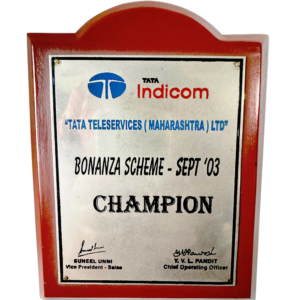 TATA
TATA
Indicom
"TATA TELESERVICES ( MAHARASHTRA ) LTD"
BONANZA SCHEME - SEPT '03
CHAMPION
SUNEEL UNNI
Vice President - Sales
Y. V. L. PANDIT
Chief Operating Officer